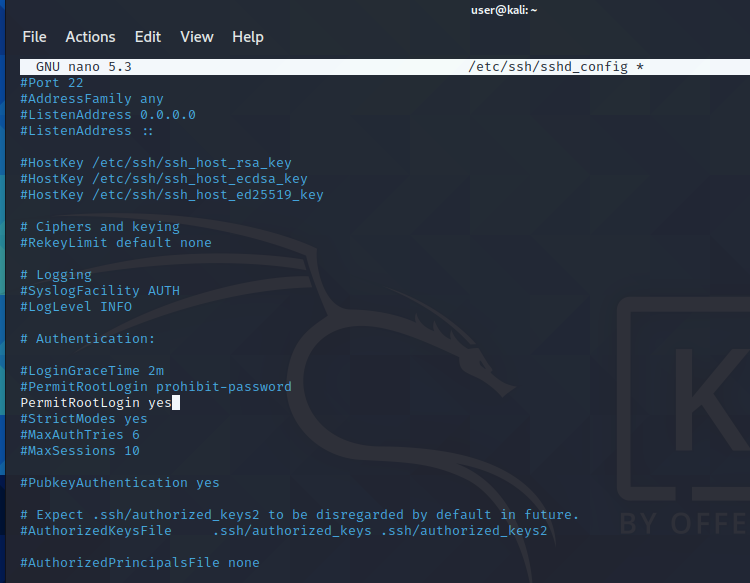 user@kali: ~
File Actions Edit View Help
GNU nano 5.3 /etc/ssh/sshd_config *
#Port 22
#AddressFamily any
#ListenAddress 0.0.0.0
#ListenAddress ::
#HostKey /etc/ssh/ssh_host_rsa_key
#HostKey /etc/ssh/ssh_host_ecdsa_key
#HostKey /etc/ssh/ssh_host_ed25519_key
# Ciphers and keying
#RekeyLimit default none
# Logging
#SyslogFacility AUTH
#LogLevel INFO
# Authentication:
#LoginGraceTime 2m
#PermitRootLogin prohibit-password
PermitRootLogin yes
#StrictModes yes
#MaxAuthTries 6
#MaxSessions 10
#PubkeyAuthentication yes
# Expect .ssh/authorized_keys2 to be disregarded by default in future.
#AuthorizedKeysFile .ssh/authorized_keys .ssh/authorized_keys2
#AuthorizedPrincipalsFile none
K
BY OFFE